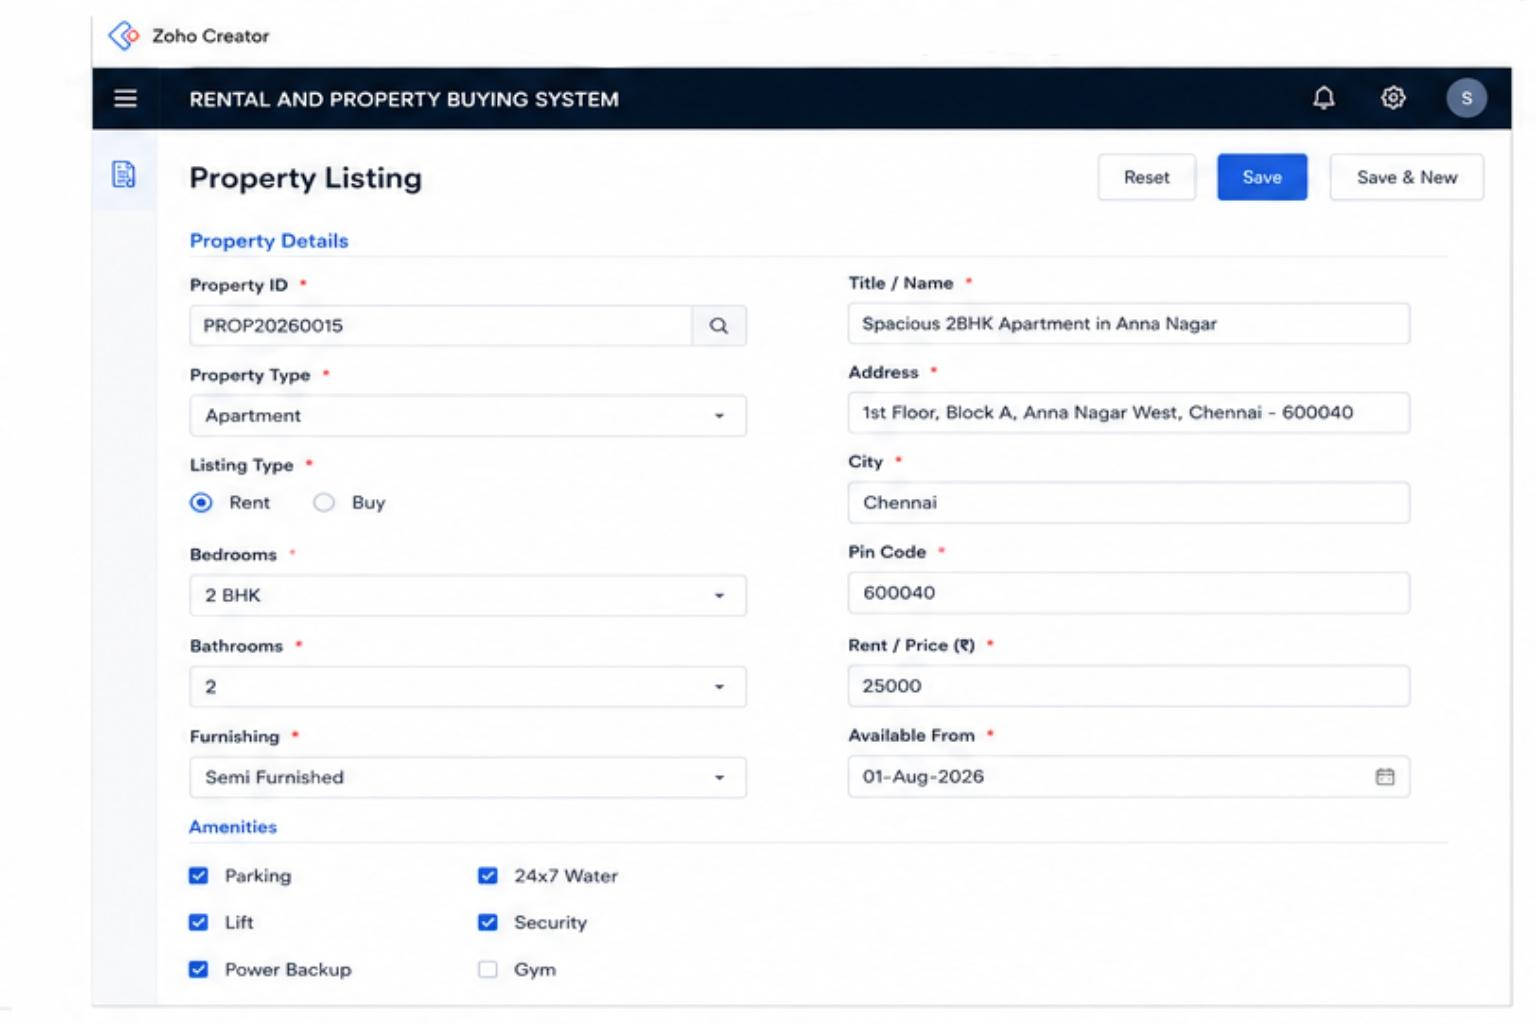 Zoho Creator
RENTAL AND PROPERTY BUYING SYSTEM
S
Property Listing
Reset
Save
Save & New
Property Details
Property ID *
PROP20260015
Property Type *
Apartment
Listing Type *
Rent
Buy
Bedrooms *
2 BHK
Bathrooms *
2
Furnishing *
Semi Furnished
Title / Name *
Spacious 2BHK Apartment in Anna Nagar
Address *
1st Floor, Block A, Anna Nagar West, Chennai - 600040
City *
Chennai
Pin Code *
600040
Rent / Price (₹) *
25000
Available From *
01-Aug-2026
Amenities
Parking
24x7 Water
Lift
Security
Power Backup
Gym